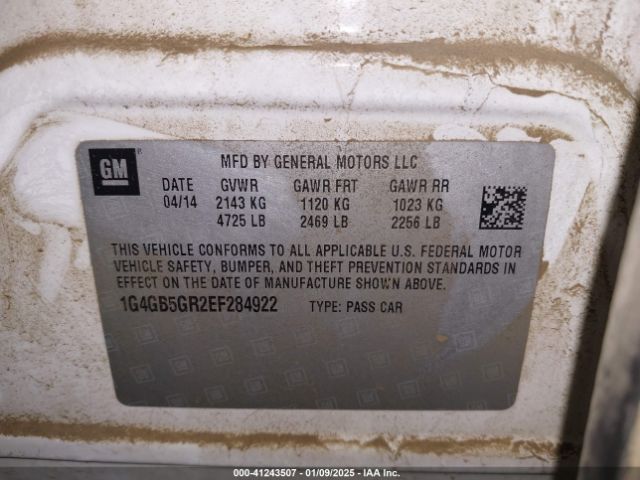 GM
MFD BY GENERAL MOTORS LLC
DATE GVWR GAWR FRT GAWR RR
04/14 2143 KG 1120 KG 1023 KG
4725 LB 2469 LB 2256 LB
THIS VEHICLE CONFORMS TO ALL APPLICABLE U.S. FEDERAL MOTOR
VEHICLE SAFETY, BUMPER, AND THEFT PREVENTION STANDARDS IN
EFFECT ON THE DATE OF MANUFACTURE SHOWN ABOVE.
1G4GB5GR2EF284922 TYPE: PASS CAR
000-41243507 - 01/09/2025 - IAA Inc.